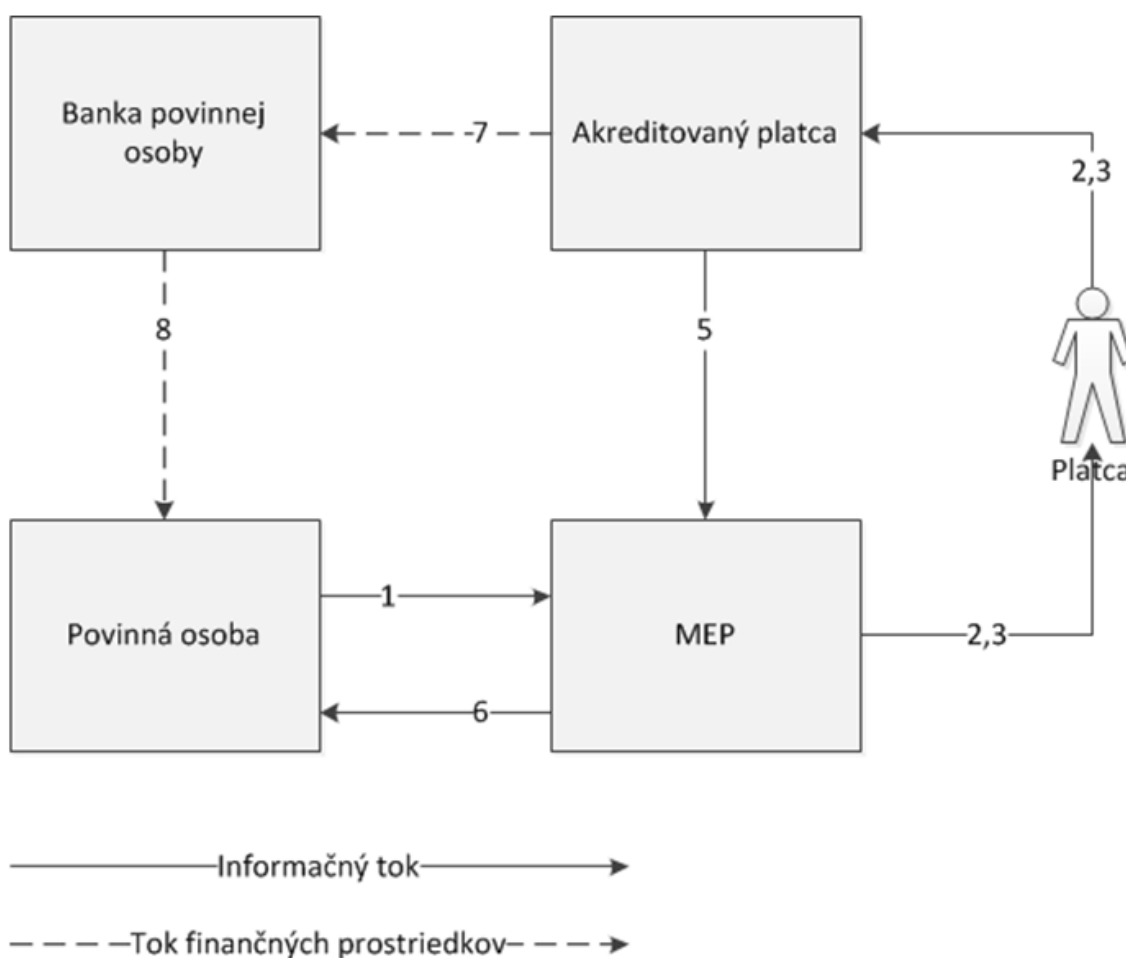 Banka povinnej
osoby
7
Akreditovaný platca
2,3
8
5
Platca
Povinná osoba
1
6
MEP
2,3
Informačný tok
Tok finančných prostriedkov